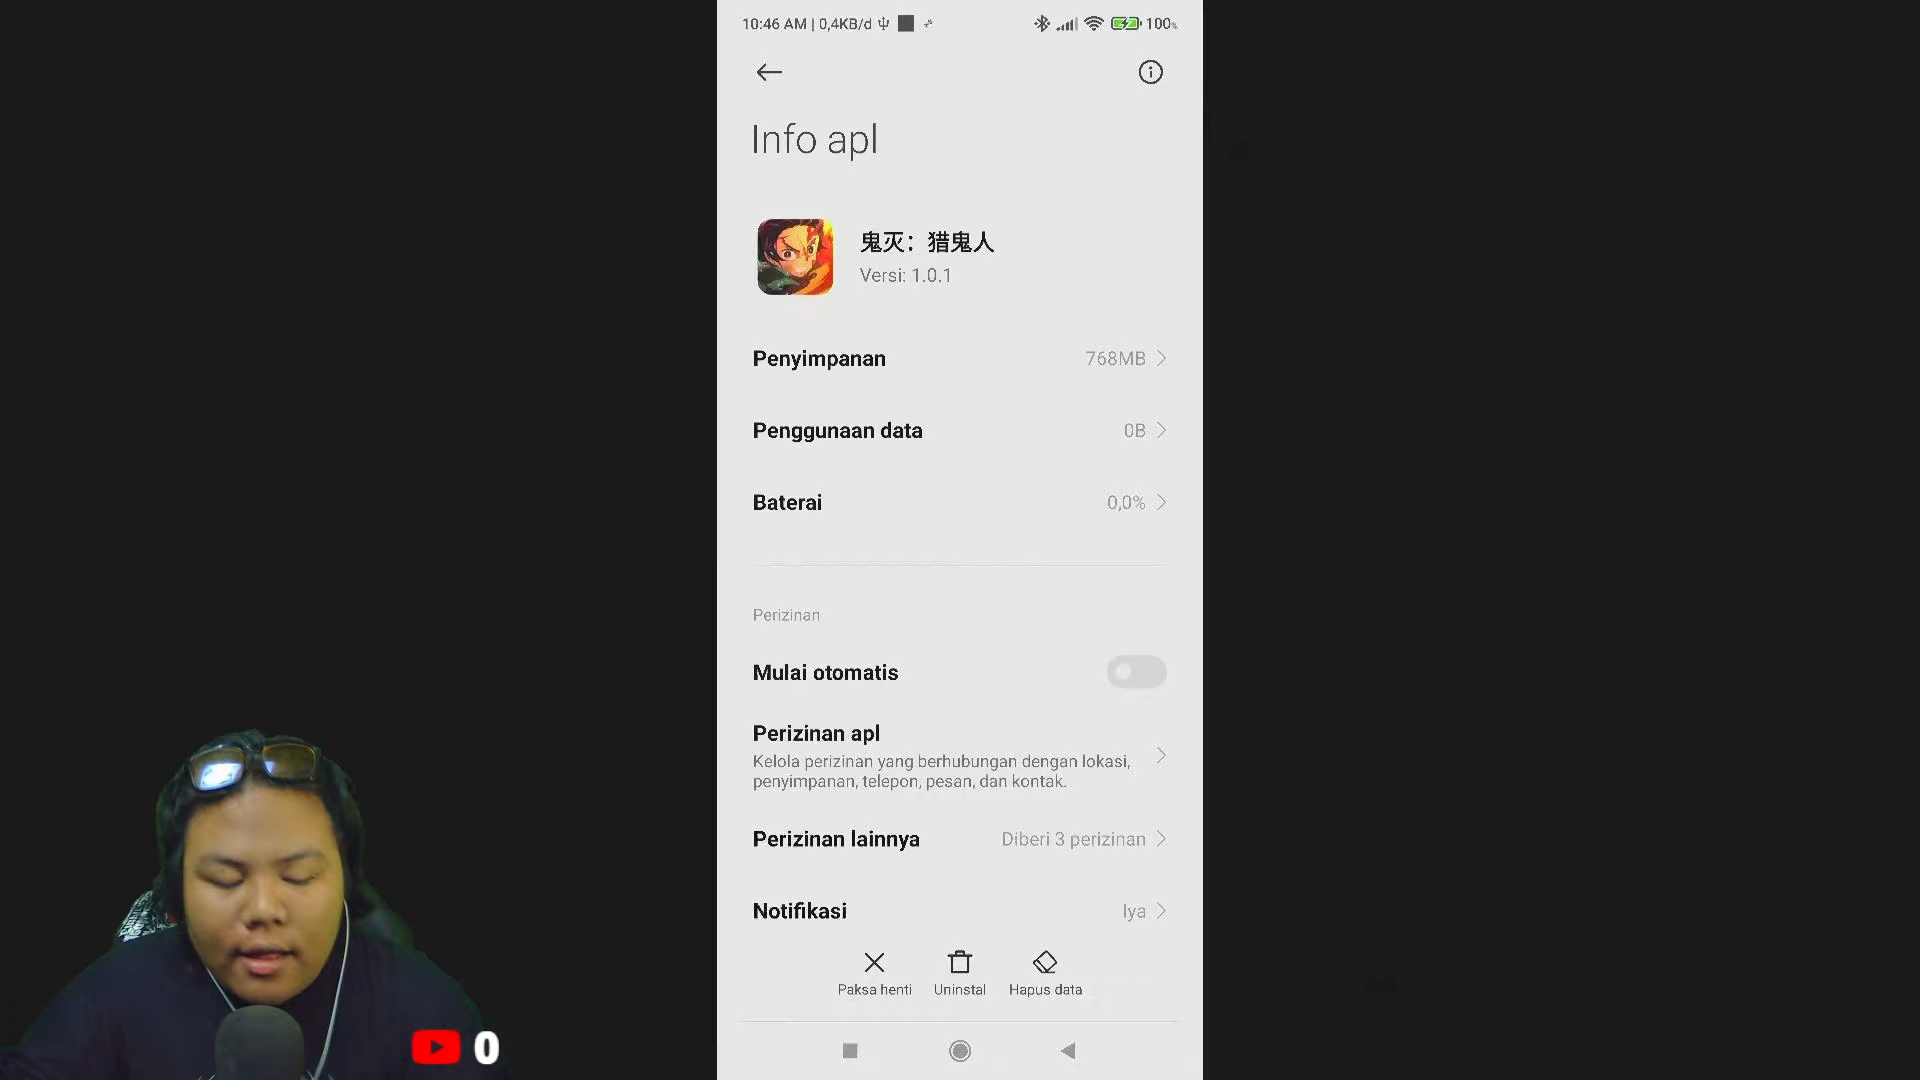 10:46 AM | 0,4KB/d
100%
Info apl
鬼灭：猎鬼人
Versi: 1.0.1
Penyimpanan 768MB
Penggunaan data 0B
Baterai 0,0%
Perizinan
Mulai otomatis
Perizinan apl
Kelola perizinan yang berhubungan dengan lokasi,
penyimpanan, telepon, pesan, dan kontak.
Perizinan lainnya Diberi 3 perizinan
Notifikasi Iya
Paksa henti Uninstal Hapus data
0